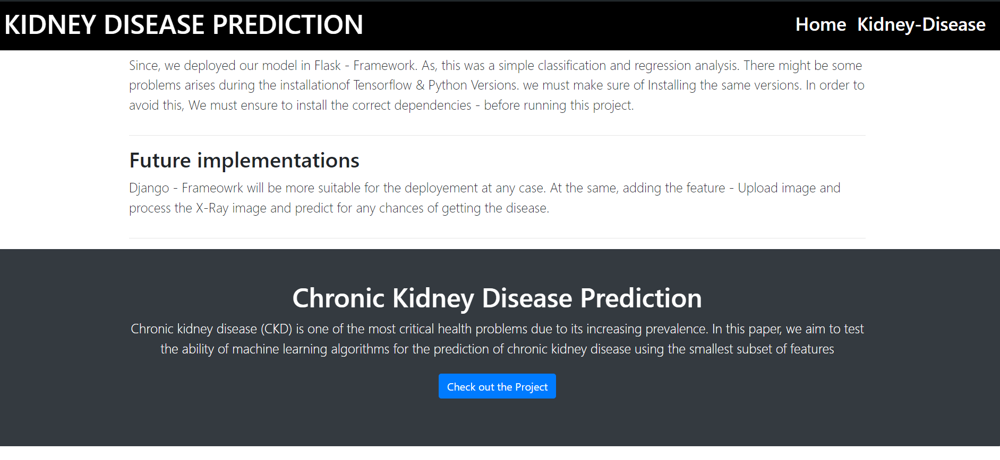 KIDNEY DISEASE PREDICTION
Home Kidney-Disease
Since, we deployed our model in Flask - Framework. As, this was a simple classification and regression analysis. There might be some
problems arises during the installationof Tensorflow & Python Versions. we must make sure of Installing the same versions. In order to
avoid this, We must ensure to install the correct dependencies - before running this project.
Future implementations
Django - Frameowrk will be more suitable for the deployement at any case. At the same, adding the feature - Upload image and
process the X-Ray image and predict for any chances of getting the disease.
Chronic Kidney Disease Prediction
Chronic kidney disease (CKD) is one of the most critical health problems due to its increasing prevalence. In this paper, we aim to test
the ability of machine learning algorithms for the prediction of chronic kidney disease using the smallest subset of features
Check out the Project